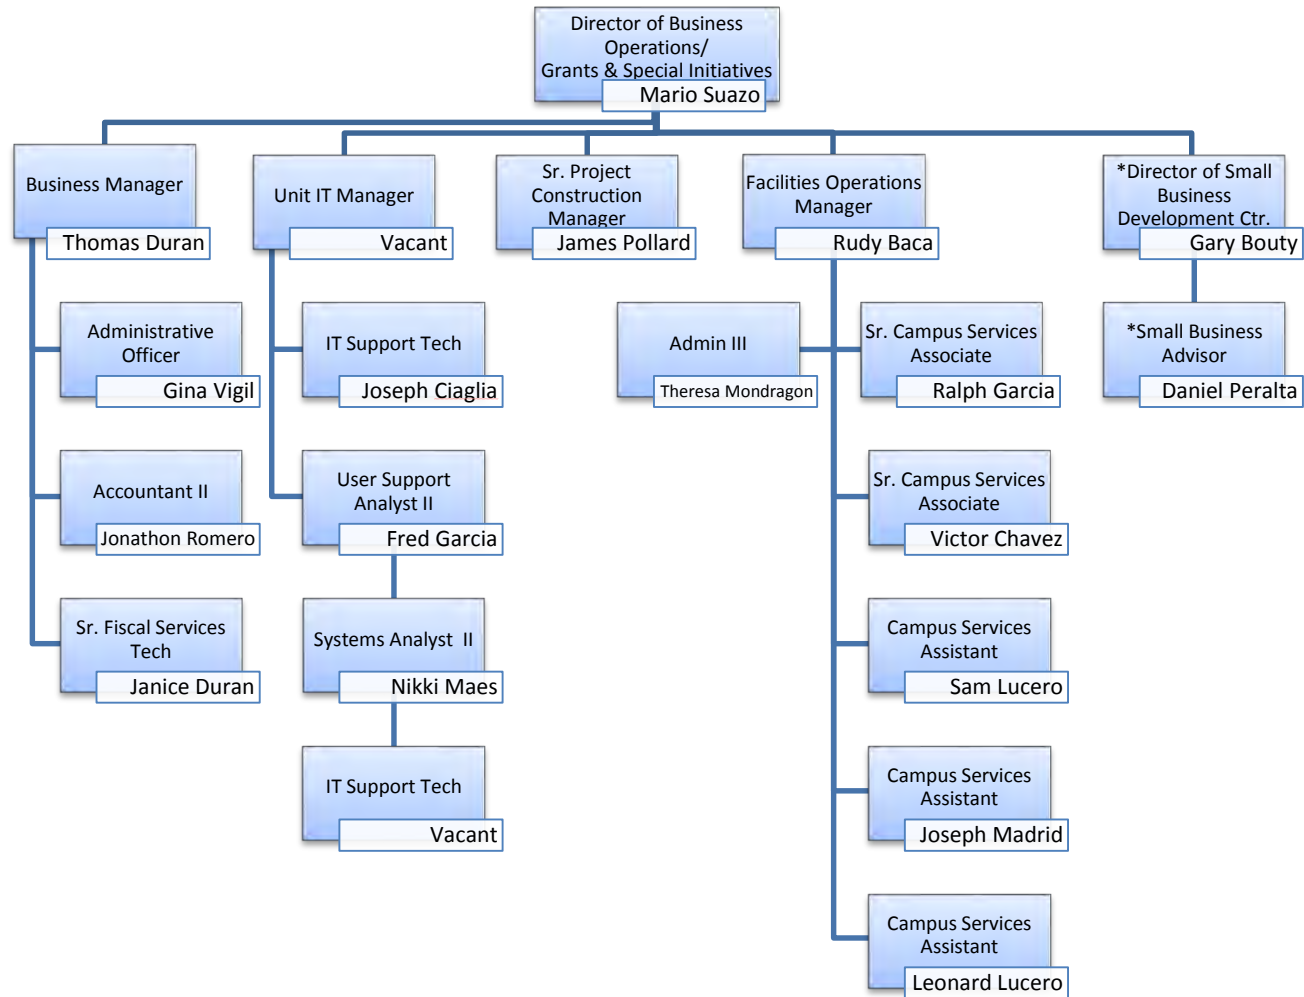 Director of Business
Operations/
Grants & Special Initiatives
Mario Suazo
Business Manager
Thomas Duran
Unit IT Manager
Vacant
Sr. Project
Construction
Manager
James Pollard
Facilities Operations
Manager
Rudy Baca
*Director of Small
Business
Development Ctr.
Gary Bouty
Administrative
Officer
Gina Vigil
IT Support Tech
Joseph Ciaglia
Admin III
Theresa Mondragon
Sr. Campus Services
Associate
Ralph Garcia
*Small Business
Advisor
Daniel Peralta
Accountant II
Jonathon Romero
User Support
Analyst II
Fred Garcia
Sr. Campus Services
Associate
Victor Chavez
Sr. Fiscal Services
Tech
Janice Duran
Systems Analyst II
Nikki Maes
Campus Services
Assistant
Sam Lucero
IT Support Tech
Vacant
Campus Services
Assistant
Joseph Madrid
Campus Services
Assistant
Leonard Lucero